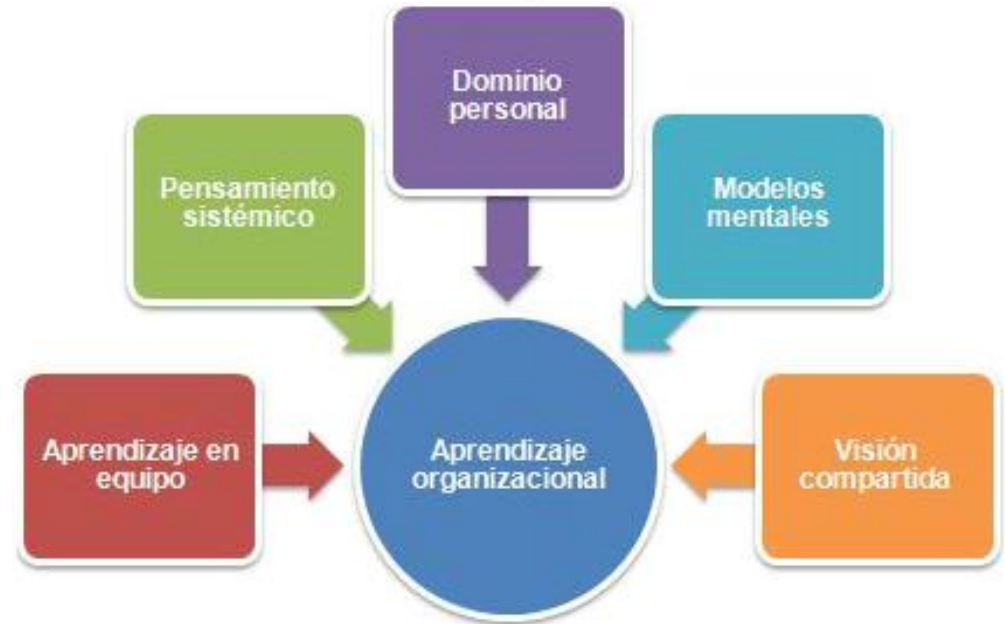 Dominio
personal
Pensamiento
sistémico
Modelos
mentales
Aprendizaje en
equipo
Aprendizaje
organizacional
Visión
compartida